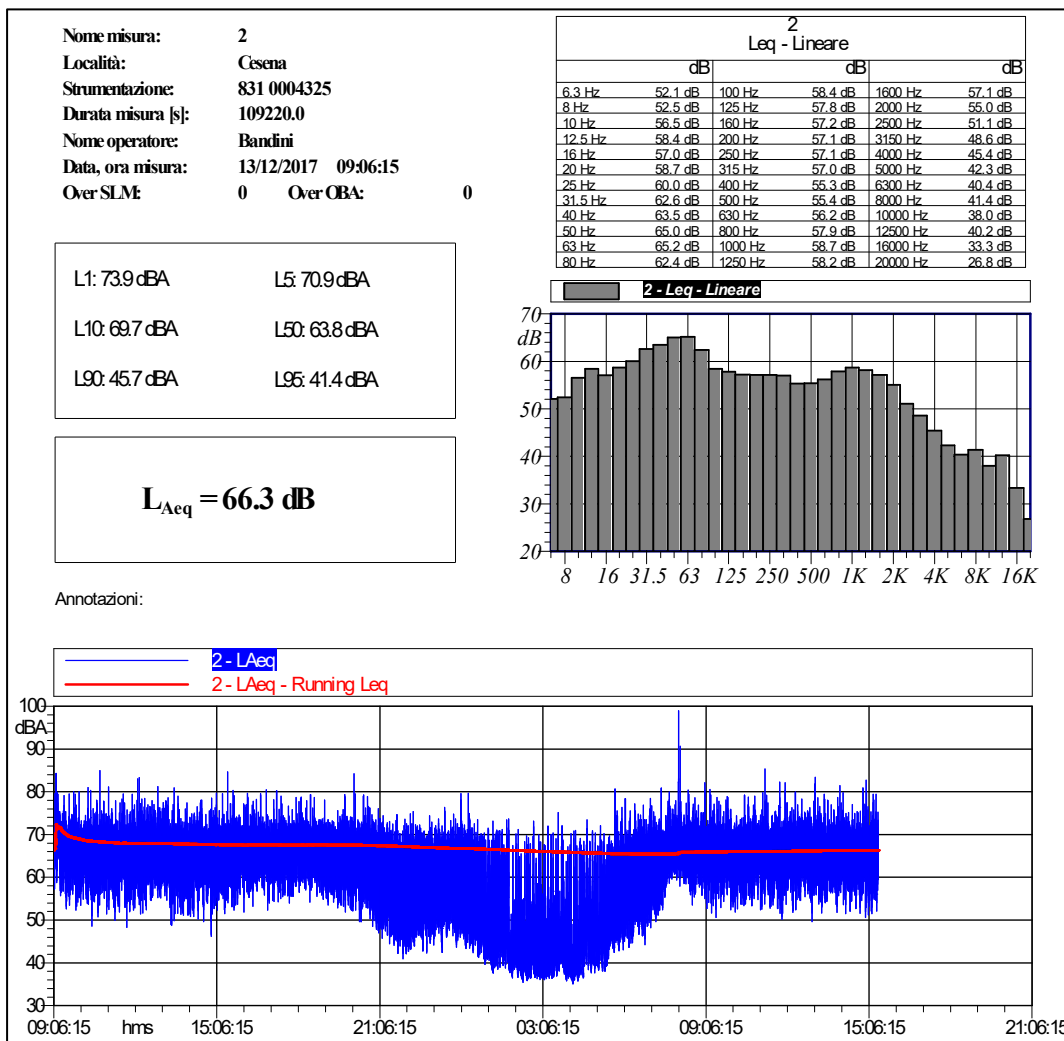 Nome misura: 2
Località: Cesena
Strumentazione: 831 0004325
Durata misura [s]: 109220.0
Nome operatore: Bandini
Data, ora misura: 13/12/2017 09:06:15
Over SLM: 0 Over OBA: 0
2
Leq - Lineare
dB dB dB
6.3 Hz 52.1 dB 100 Hz 58.4 dB 1600 Hz 57.1 dB
8 Hz 52.5 dB 125 Hz 57.8 dB 2000 Hz 55.0 dB
10 Hz 56.5 dB 160 Hz 57.2 dB 2500 Hz 51.1 dB
12.5 Hz 58.4 dB 200 Hz 57.1 dB 3150 Hz 48.6 dB
16 Hz 57.0 dB 250 Hz 57.1 dB 4000 Hz 45.4 dB
20 Hz 58.7 dB 315 Hz 57.0 dB 5000 Hz 42.3 dB
25 Hz 60.0 dB 400 Hz 55.3 dB 6300 Hz 40.4 dB
31.5 Hz 62.6 dB 500 Hz 55.4 dB 8000 Hz 41.4 dB
40 Hz 63.5 dB 630 Hz 56.2 dB 10000 Hz 38.0 dB
50 Hz 65.0 dB 800 Hz 57.9 dB 12500 Hz 40.2 dB
63 Hz 65.2 dB 1000 Hz 58.7 dB 16000 Hz 33.3 dB
80 Hz 62.4 dB 1250 Hz 58.2 dB 20000 Hz 26.8 dB
L1: 73.9 dBA L5: 70.9 dBA
L10: 69.7 dBA L50: 63.8 dBA
L90: 45.7 dBA L95: 41.4 dBA
LAeq = 66.3 dB
2 - Leq - Lineare
70
dB
60
50
40
30
20
8 16 31.5 63 125 250 500 1K 2K 4K 8K 16K
Annotazioni:
2 - LAeq
2 - LAeq - Running Leq
100
dBA
90
80
70
60
50
40
30
09:06:15 hms 15:06:15 21:06:15 03:06:15 09:06:15 15:06:15 21:06:15